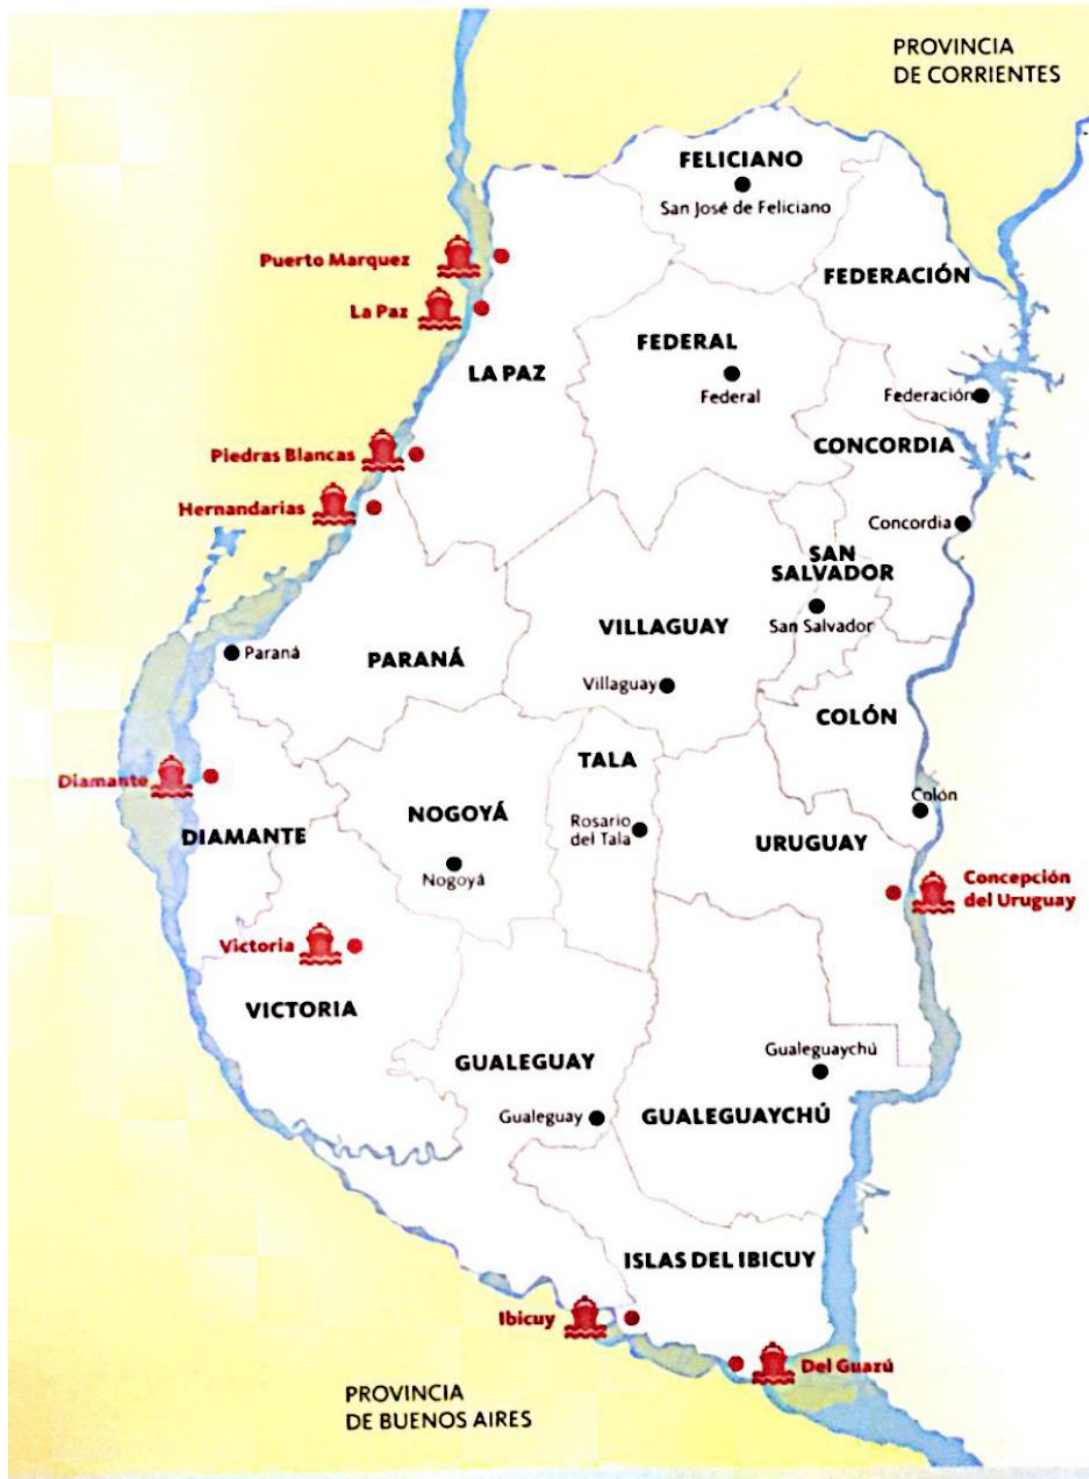 PROVINCIA
DE CORRIENTES
FELICIANO
San José de Feliciano
Puerto Marquez
FEDERACIÓN
La Paz
FEDERAL
LA PAZ
Federal
Federación
CONCORDIA
Piedras Blancas
Hernandarias
Concordia
SAN
SALVADOR
San Salvador
VILLAGUAY
Paraná
PARANÁ
Villaguay
COLÓN
TALA
Diamante
Colón
NOGOYÁ
Rosario
del Tala
DIAMANTE
URUGUAY
Nogoyá
Concepción
del Uruguay
Victoria
VICTORIA
Gualeguaychú
GUALEGUAY
Gualeguay
GUALEGUAYCHÚ
ISLAS DEL IBICUY
Ibicuy
Del Guazú
PROVINCIA
DE BUENOS AIRES